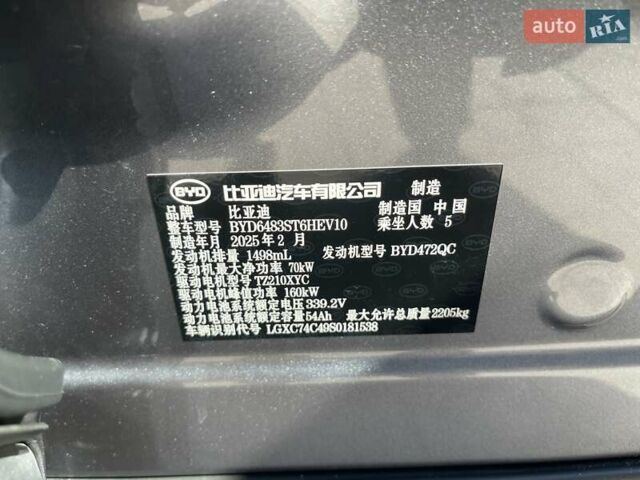 auto RIA.com
BYD 比亚迪汽车有限公司 制造
品牌 比亚迪 制造国 中国
整车型号 BYD6483ST6HEV10 乘坐人数 5
制造年月 2025年2月
发动机排量 1498mL 发动机型号 BYD472QC
发动机最大净功率 70kW
驱动电机型号 TZ210XYC
驱动电机峰值功率 160kW
动力电池系统额定电压 339.2V
动力电池系统额定容量 54Ah 最大允许总质量 2205kg
车辆识别代号 LGXC74C49S0181538